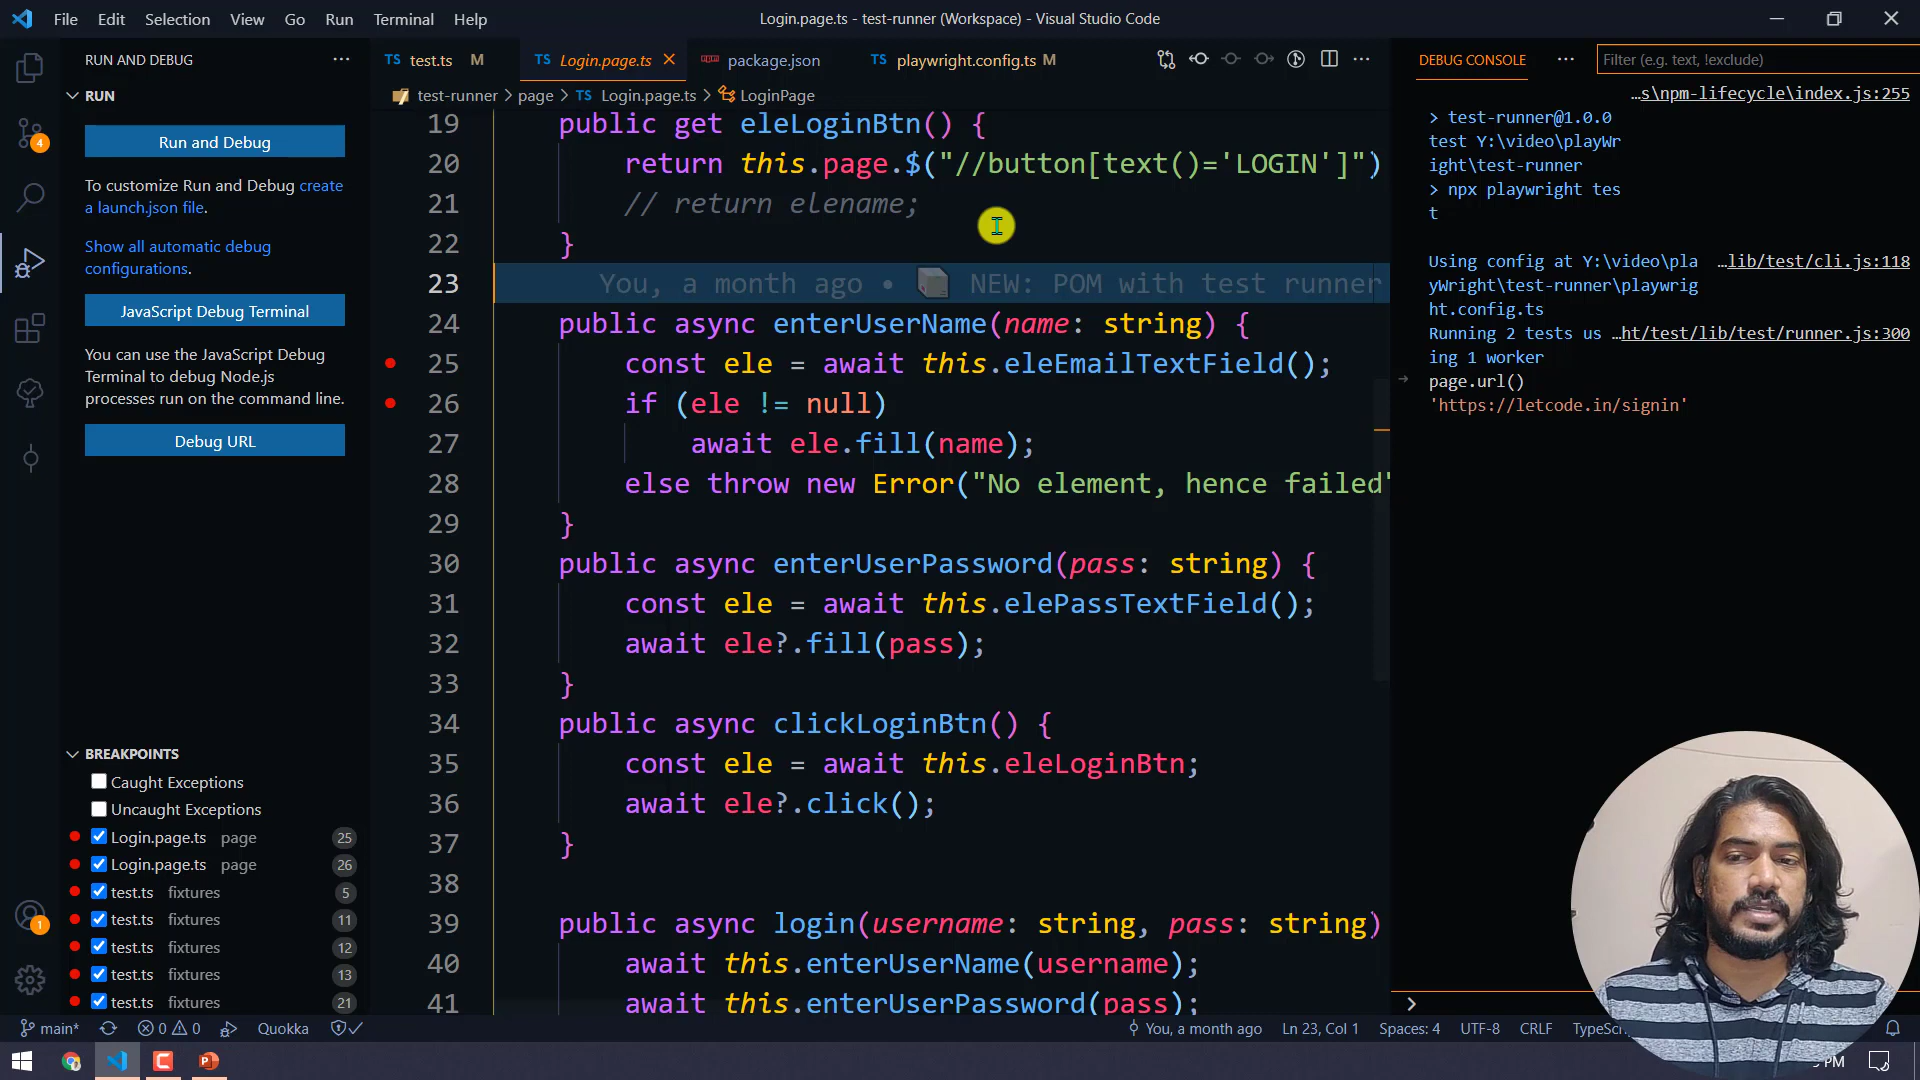 File Edit Selection View Go Run Terminal Help
Login.page.ts - test-runner (Workspace) - Visual Studio Code
RUN AND DEBUG
RUN
Run and Debug
To customize Run and Debug create
a launch.json file.
Show all automatic debug
configurations.
JavaScript Debug Terminal
You can use the JavaScript Debug
Terminal to debug Node.js
processes run on the command line.
Debug URL
BREAKPOINTS
Caught Exceptions
Uncaught Exceptions
Login.page.ts page 25
Login.page.ts page 26
test.ts fixtures 5
test.ts fixtures 11
test.ts fixtures 12
test.ts fixtures 13
test.ts fixtures 21
4
1
TS test.ts M TS Login.page.ts package.json TS playwright.config.ts M
test-runner > page > TS Login.page.ts > LoginPage
19 public get eleLoginBtn() {
20 return this.page.$("//button[text()='LOGIN']")
21 // return elename;
22 }
23 You, a month ago • NEW: POM with test runner
24 public async enterUserName(name: string) {
25 const ele = await this.eleEmailTextField();
26 if (ele != null)
27 await ele.fill(name);
28 else throw new Error("No element, hence failed"
29 }
30 public async enterUserPassword(pass: string) {
31 const ele = await this.elePassTextField();
32 await ele?.fill(pass);
33 }
34 public async clickLoginBtn() {
35 const ele = await this.eleLoginBtn;
36 await ele?.click();
37 }
38
39 public async login(username: string, pass: string)
40 await this.enterUserName(username);
41 await this.enterUserPassword(pass);
DEBUG CONSOLE
Filter (e.g. text, !exclude)
…s\npm-lifecycle\index.js:255
> test-runner@1.0.0
test Y:\video\playWr
ight\test-runner
> npx playwright tes
t
Using config at Y:\video\pla …lib/test/cli.js:118
yWright\test-runner\playwrig
ht.config.ts
Running 2 tests us …ht/test/lib/test/runner.js:300
ing 1 worker
page.url()
'https://letcode.in/signin'
>
main* 0 0 Quokka
You, a month ago Ln 23, Col 1 Spaces: 4 UTF-8 CRLF
PM